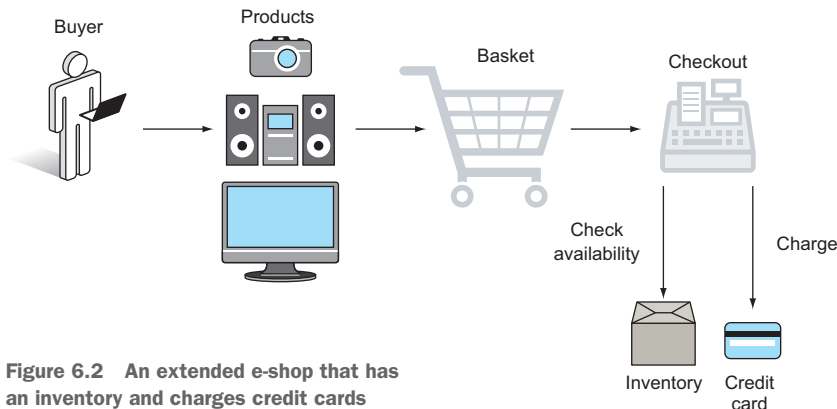 Buyer
Products
Basket
Checkout
Check
availability
Charge
Inventory
Credit
card
Figure 6.2 An extended e-shop that has
an inventory and charges credit cards